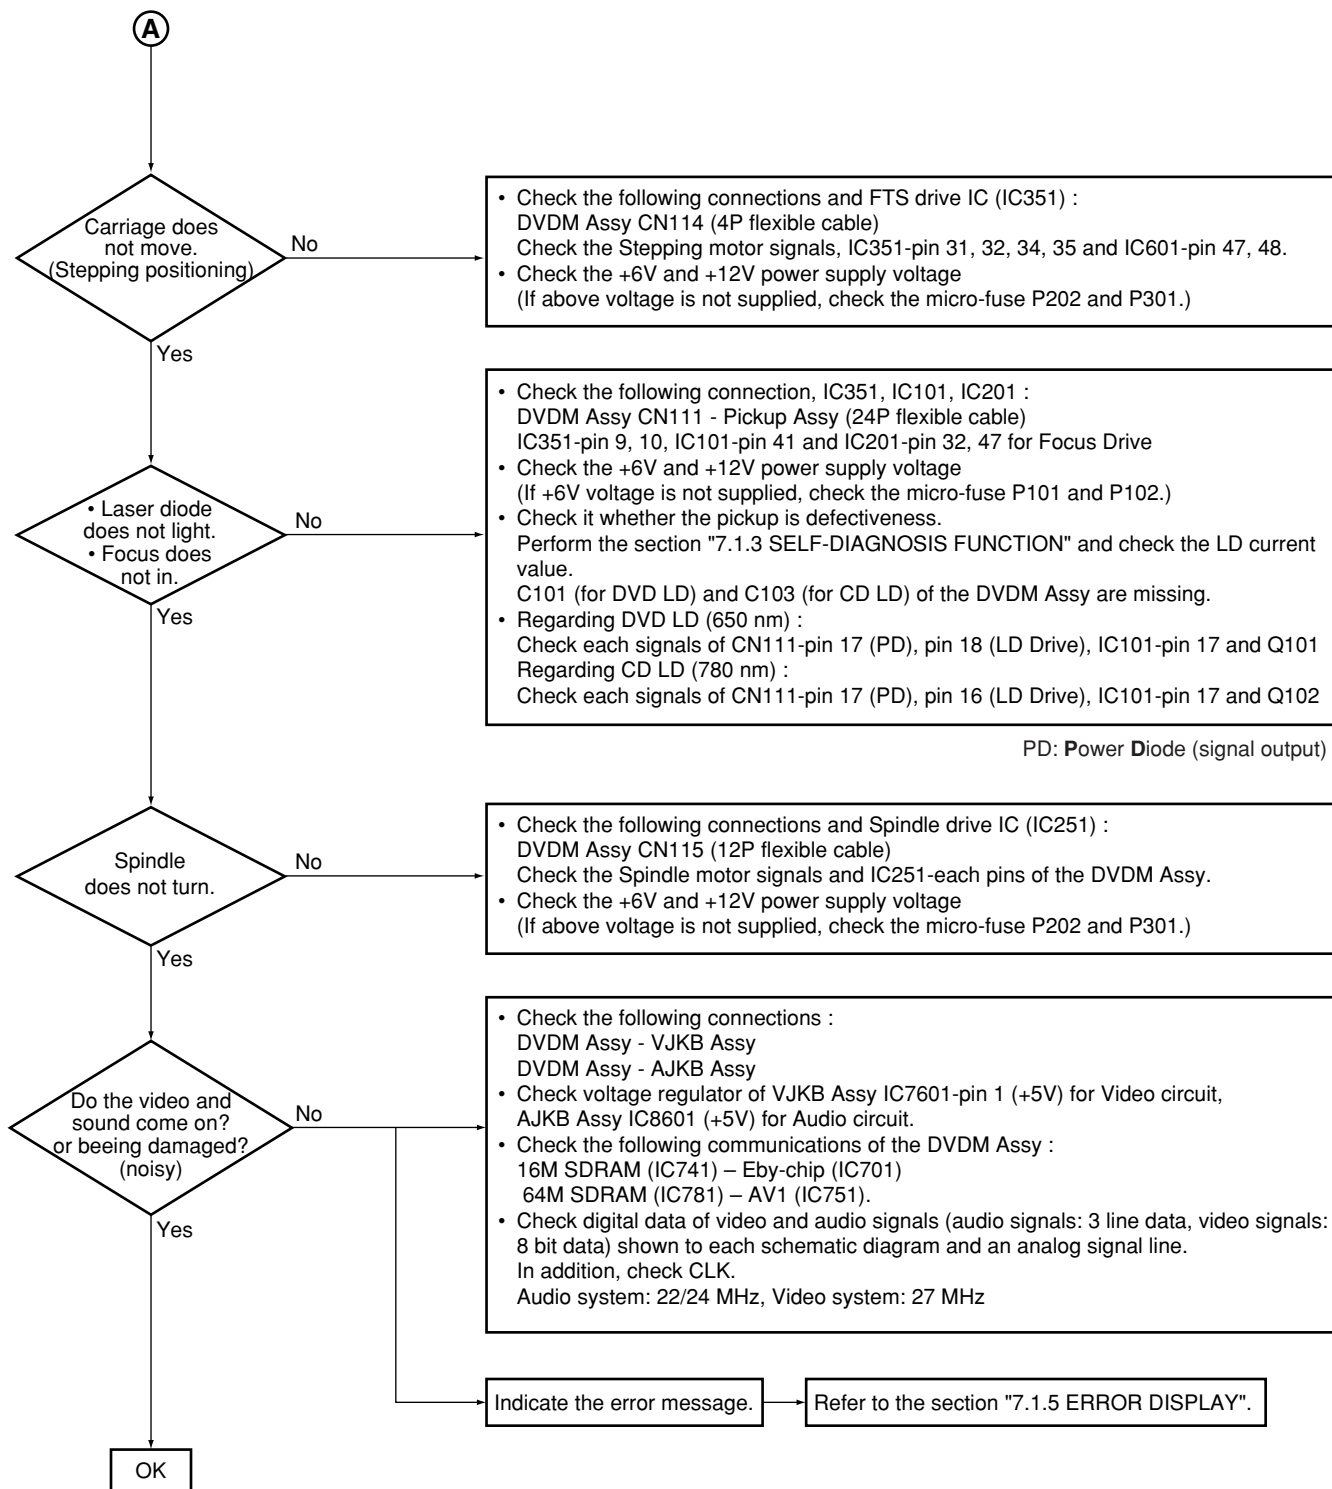 A
Carriage does
not move.
(Stepping positioning)
No
Yes
• Check the following connections and FTS drive IC (IC351) :
DVDM Assy CN114 (4P flexible cable)
Check the Stepping motor signals, IC351-pin 31, 32, 34, 35 and IC601-pin 47, 48.
• Check the +6V and +12V power supply voltage
(If above voltage is not supplied, check the micro-fuse P202 and P301.)
• Laser diode
does not light.
• Focus does
not in.
No
Yes
• Check the following connection, IC351, IC101, IC201 :
DVDM Assy CN111 - Pickup Assy (24P flexible cable)
IC351-pin 9, 10, IC101-pin 41 and IC201-pin 32, 47 for Focus Drive
• Check the +6V and +12V power supply voltage
(If +6V voltage is not supplied, check the micro-fuse P101 and P102.)
• Check it whether the pickup is defectiveness.
Perform the section "7.1.3 SELF-DIAGNOSIS FUNCTION" and check the LD current
value.
C101 (for DVD LD) and C103 (for CD LD) of the DVDM Assy are missing.
• Regarding DVD LD (650 nm) :
Check each signals of CN111-pin 17 (PD), pin 18 (LD Drive), IC101-pin 17 and Q101
Regarding CD LD (780 nm) :
Check each signals of CN111-pin 17 (PD), pin 16 (LD Drive), IC101-pin 17 and Q102
PD: Power Diode (signal output)
Spindle
does not turn.
No
Yes
• Check the following connections and Spindle drive IC (IC251) :
DVDM Assy CN115 (12P flexible cable)
Check the Spindle motor signals and IC251-each pins of the DVDM Assy.
• Check the +6V and +12V power supply voltage
(If above voltage is not supplied, check the micro-fuse P202 and P301.)
Do the video and
sound come on?
or beeing damaged?
(noisy)
No
Yes
• Check the following connections :
DVDM Assy - VJKB Assy
DVDM Assy - AJKB Assy
• Check voltage regulator of VJKB Assy IC7601-pin 1 (+5V) for Video circuit,
AJKB Assy IC8601 (+5V) for Audio circuit.
• Check the following communications of the DVDM Assy :
16M SDRAM (IC741) – Eby-chip (IC701)
64M SDRAM (IC781) – AV1 (IC751).
• Check digital data of video and audio signals (audio signals: 3 line data, video signals:
8 bit data) shown to each schematic diagram and an analog signal line.
In addition, check CLK.
Audio system: 22/24 MHz, Video system: 27 MHz
Indicate the error message.
Refer to the section "7.1.5 ERROR DISPLAY".
OK